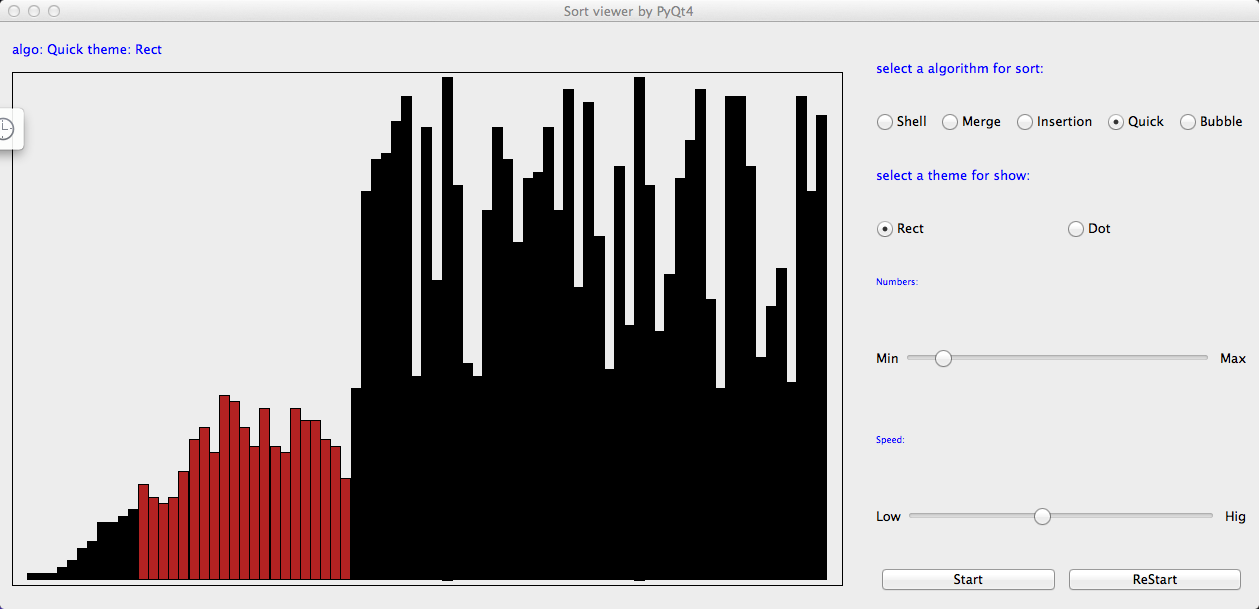 Sort viewer by PyQt4
algo: Quick theme: Rect
select a algorithm for sort:
Shell Merge Insertion Quick Bubble
select a theme for show:
Rect Dot
Numbers:
Min Max
Speed:
Low Hig
Start ReStart